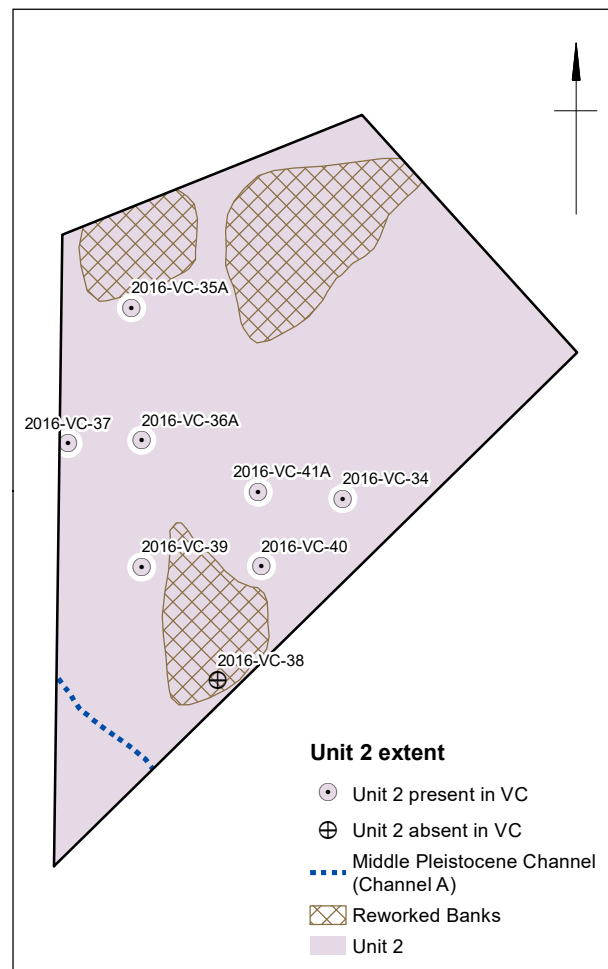 2016-VC-35A
2016-VC-37
2016-VC-36A
2016-VC-41A
2016-VC-34
2016-VC-39
2016-VC-40
2016-VC-38
Unit 2 extent
Unit 2 present in VC
Unit 2 absent in VC
Middle Pleistocene Channel
(Channel A)
Reworked Banks
Unit 2